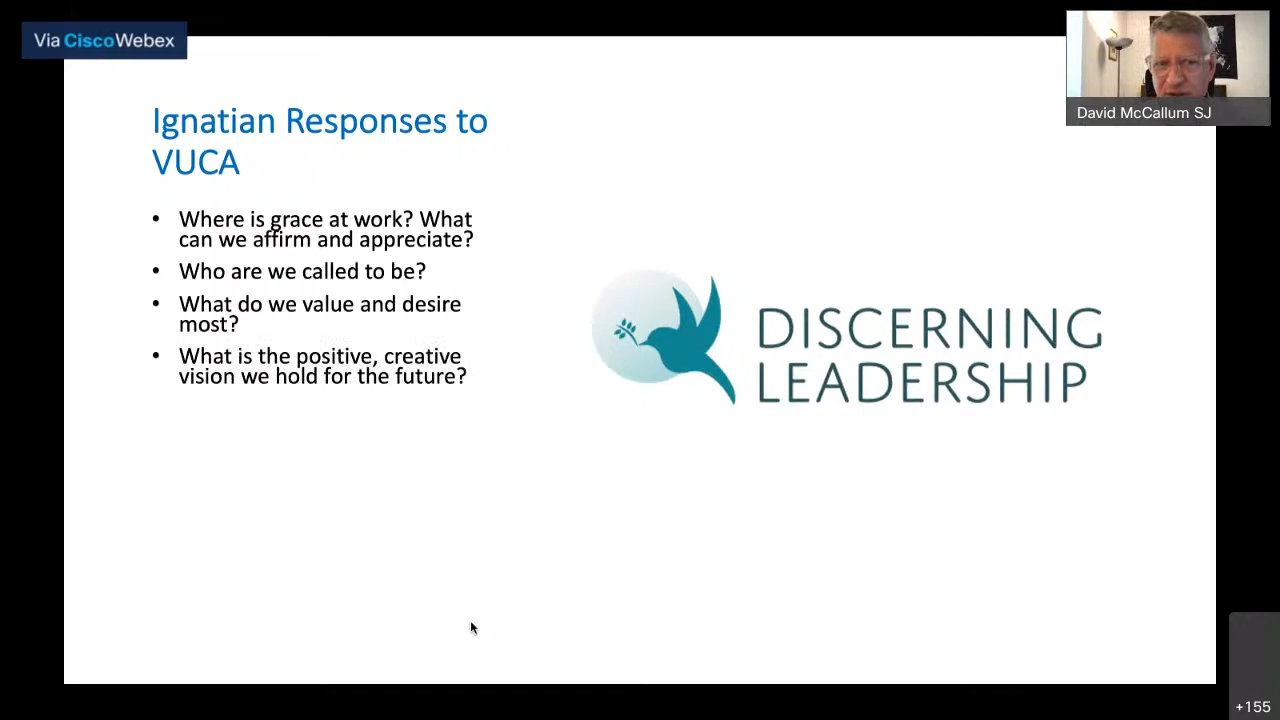 Via CiscoWebex
David McCallum SJ
Ignatian Responses to
VUCA
• Where is grace at work? What
can we affirm and appreciate?
• Who are we called to be?
• What do we value and desire
most?
• What is the positive, creative
vision we hold for the future?
DISCERNING
LEADERSHIP
+155